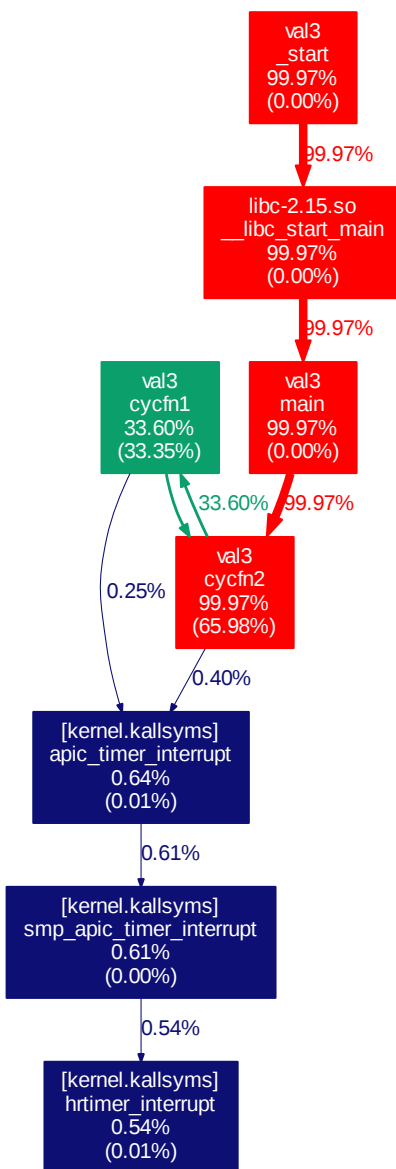 val3
_start
99.97%
(0.00%)
99.97%
libc-2.15.so
__libc_start_main
99.97%
(0.00%)
99.97%
val3
cycfn1
33.60%
(33.35%)
val3
main
99.97%
(0.00%)
33.60%
99.97%
val3
cycfn2
99.97%
(65.98%)
0.25%
0.40%
[kernel.kallsyms]
apic_timer_interrupt
0.64%
(0.01%)
0.61%
[kernel.kallsyms]
smp_apic_timer_interrupt
0.61%
(0.00%)
0.54%
[kernel.kallsyms]
hrtimer_interrupt
0.54%
(0.01%)